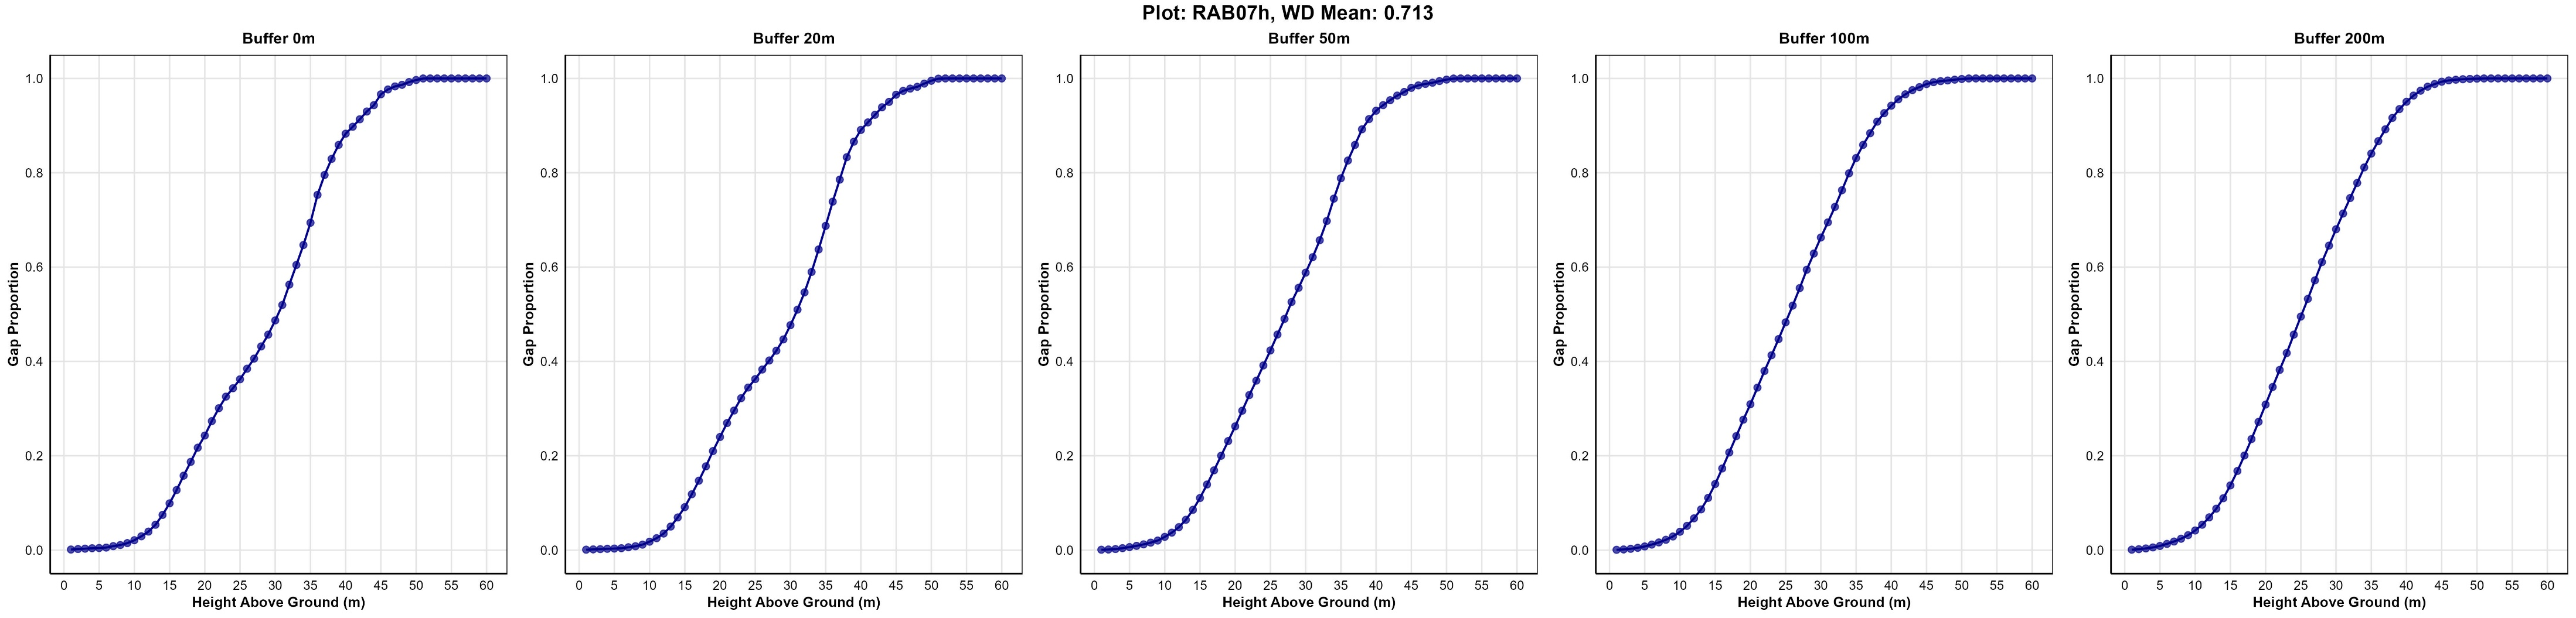 Plot: RAB07h, WD Mean: 0.713
Buffer 0m
Gap Proportion
1.0
0.8
0.6
0.4
0.2
0.0
0 5 10 15 20 25 30 35 40 45 50 55 60
Height Above Ground (m)
Buffer 20m
Gap Proportion
1.0
0.8
0.6
0.4
0.2
0.0
0 5 10 15 20 25 30 35 40 45 50 55 60
Height Above Ground (m)
Buffer 50m
Gap Proportion
1.0
0.8
0.6
0.4
0.2
0.0
0 5 10 15 20 25 30 35 40 45 50 55 60
Height Above Ground (m)
Buffer 100m
Gap Proportion
1.0
0.8
0.6
0.4
0.2
0.0
0 5 10 15 20 25 30 35 40 45 50 55 60
Height Above Ground (m)
Buffer 200m
Gap Proportion
1.0
0.8
0.6
0.4
0.2
0.0
0 5 10 15 20 25 30 35 40 45 50 55 60
Height Above Ground (m)